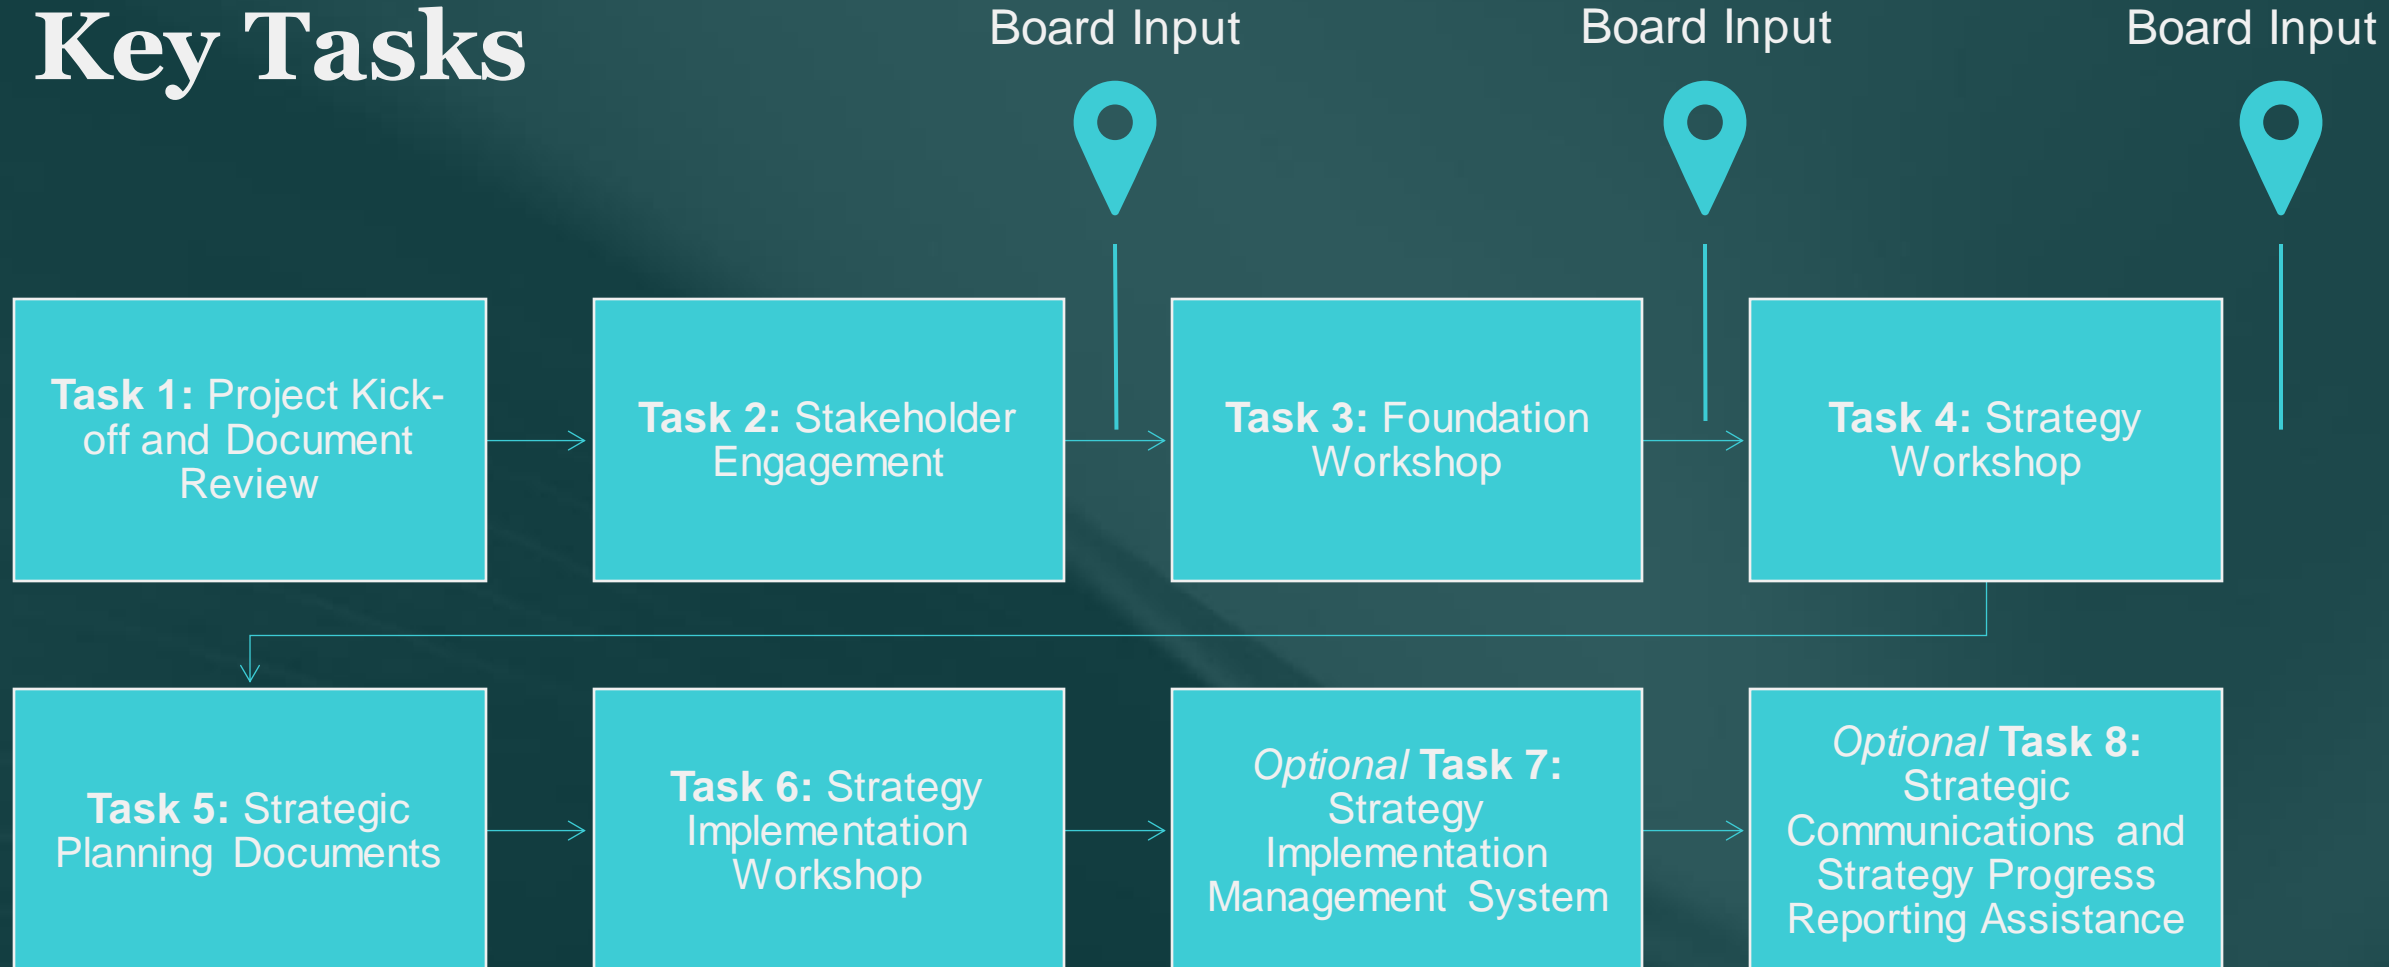 Key Tasks
Board Input
Board Input
Board Input
Task 1: Project Kick-
off and Document
Review
Task 2: Stakeholder
Engagement
Task 3: Foundation
Workshop
Task 4: Strategy
Workshop
Task 5: Strategic
Planning Documents
Task 6: Strategy
Implementation
Workshop
Optional Task 7:
Strategy
Implementation
Management System
Optional Task 8:
Strategic
Communications and
Strategy Progress
Reporting Assistance